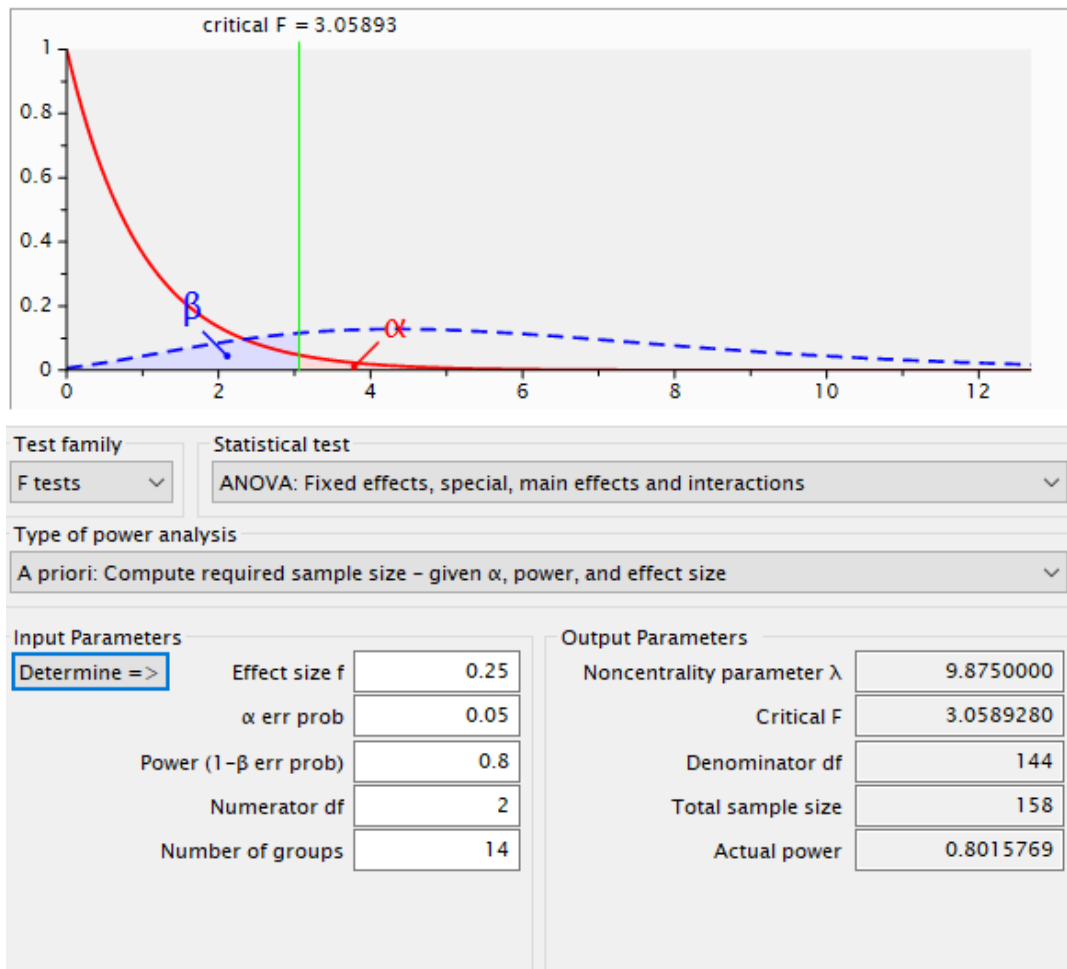 critical F = 3.05893
1
0.8
0.6
0.4
0.2
0
β
α
0 2 4 6 8 10 12
Test family
Statistical test
F tests
ANOVA: Fixed effects, special, main effects and interactions
Type of power analysis
A priori: Compute required sample size – given α, power, and effect size
Input Parameters
Output Parameters
Determine =>
Effect size f 0.25
Noncentrality parameter λ 9.8750000
α err prob 0.05
Critical F 3.0589280
Power (1-β err prob) 0.8
Denominator df 144
Numerator df 2
Total sample size 158
Number of groups 14
Actual power 0.8015769